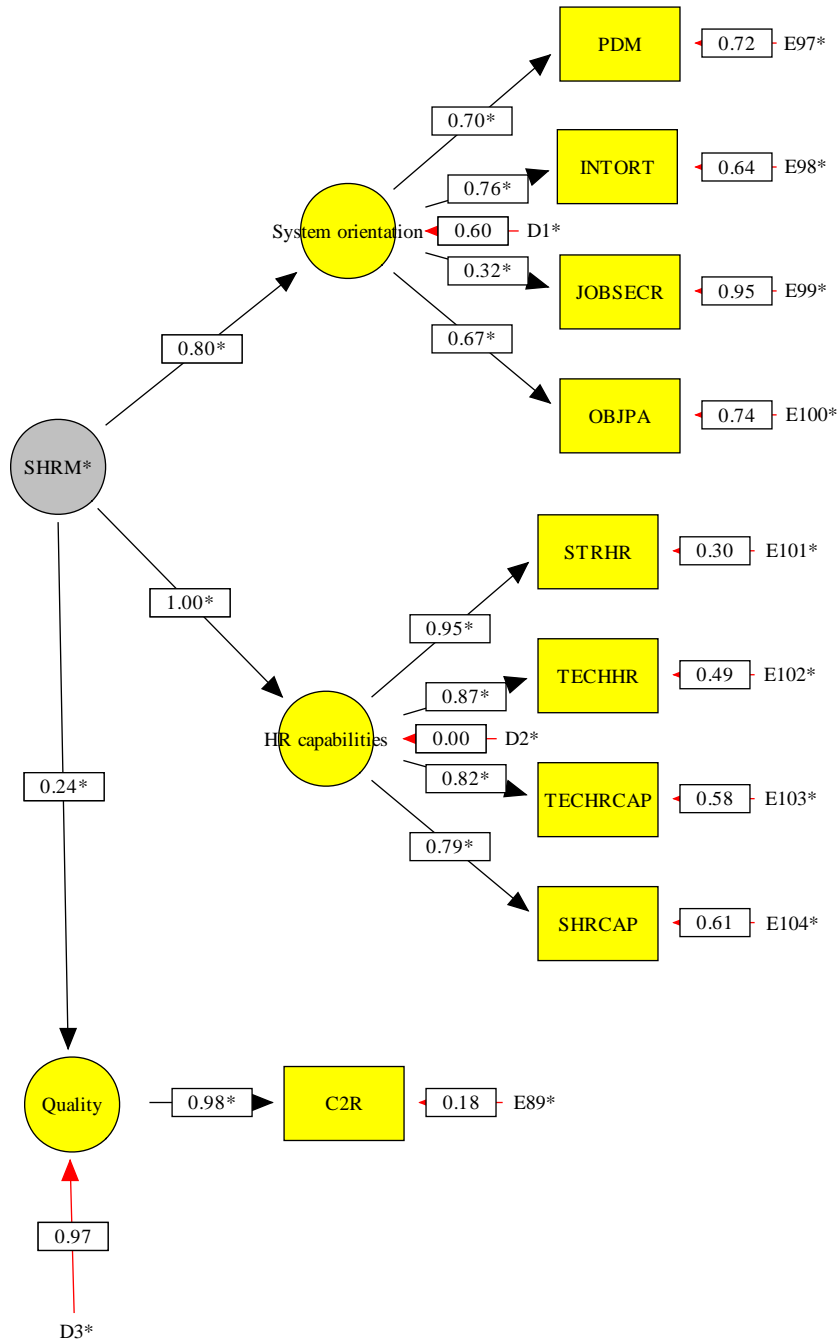 PDM
0.72
E97*
0.70*
INTORT
0.64
E98*
0.76*
System orientation
0.60
D1*
0.32*
JOBSECR
0.95
E99*
0.80*
0.67*
OBJPA
0.74
E100*
SHRM*
STRHR
0.30
E101*
1.00*
0.95*
TECHHR
0.49
E102*
0.87*
HR capabilities
0.00
D2*
0.82*
TECHRCAP
0.58
E103*
0.24*
0.79*
SHRCAP
0.61
E104*
Quality
0.98*
C2R
0.18
E89*
0.97
D3*